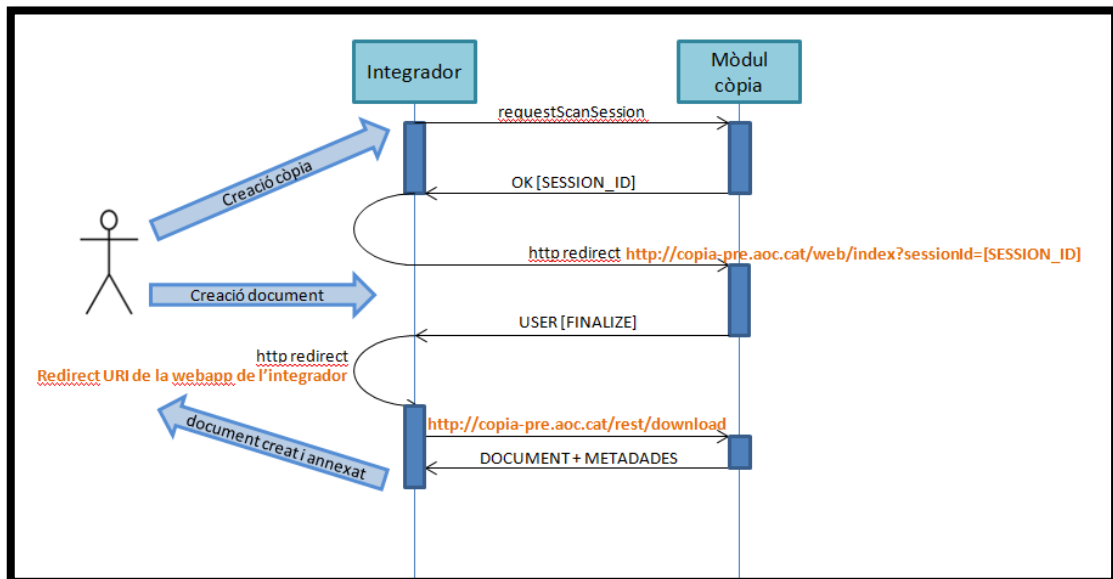 Integrador
Mòdul
còpia
requestScanSession
Creació còpia
OK [SESSION_ID]
http redirect http://copia-pre.aoc.cat/web/index?sessionId=[SESSION_ID]
Creació document
USER [FINALIZE]
http redirect
Redirect URI de la webapp de l'integrador
http://copia-pre.aoc.cat/rest/download
document creat i annexat
DOCUMENT + METADADES